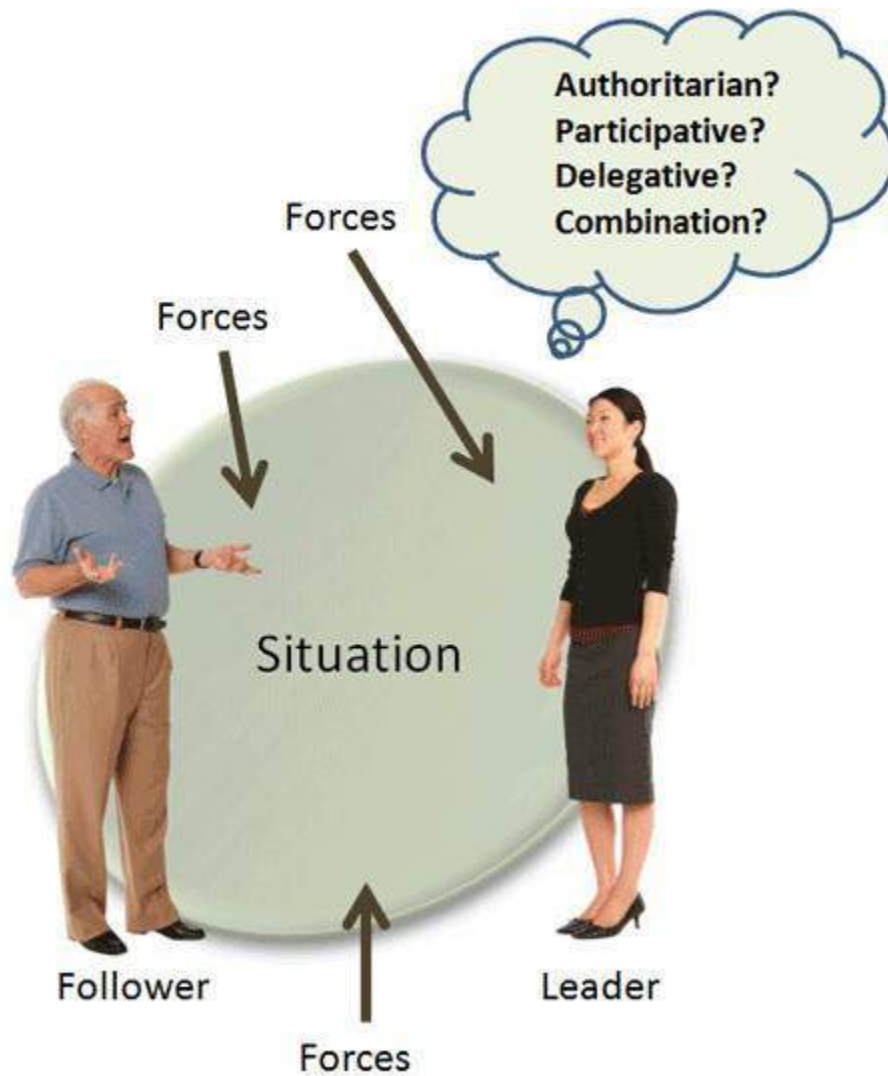 Authoritarian?
Participative?
Delegative?
Combination?
Forces
Forces
Situation
Follower
Leader
Forces